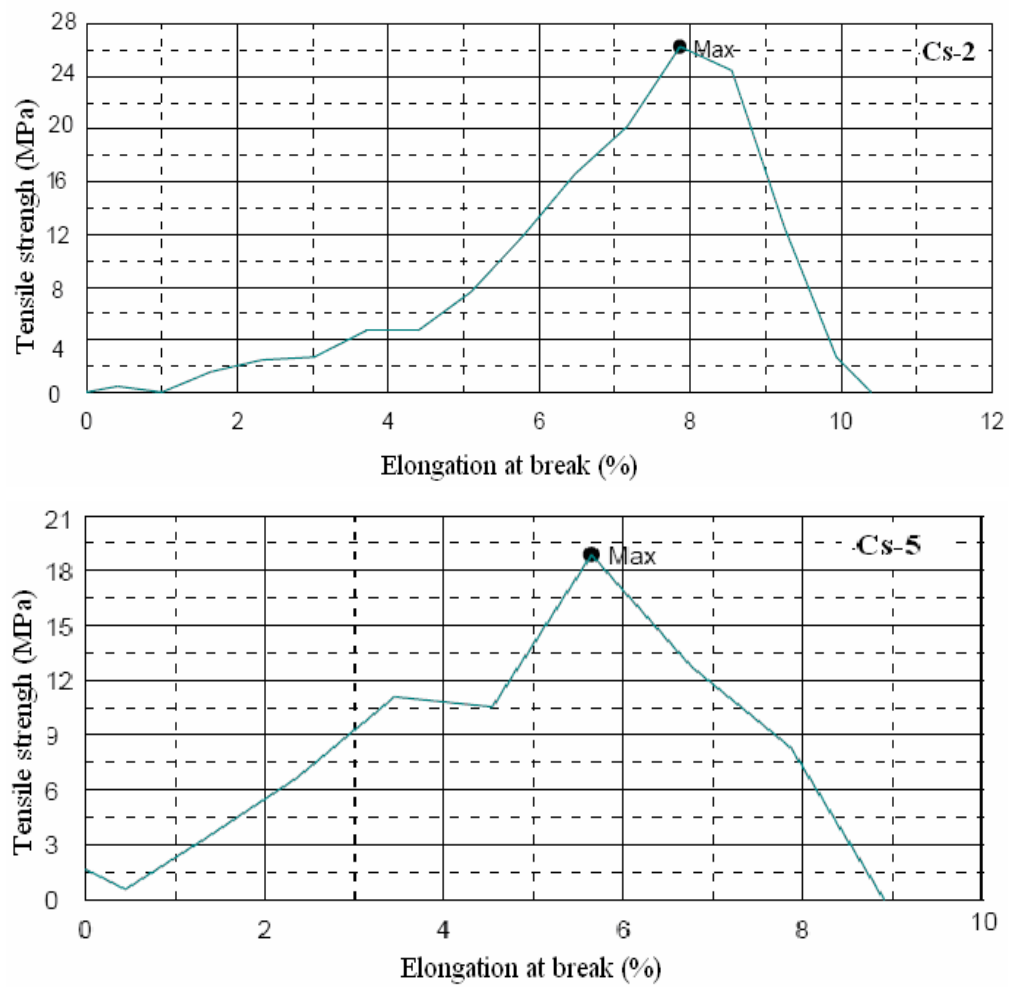 28
24
20
16
12
8
4
0
Tensile strengh (MPa)
Max
Cs-2
0 2 4 6 8 10 12
Elongation at break (%)
21
18
15
12
9
6
3
0
Tensile strengh (MPa)
Max
Cs-5
0 2 4 6 8 10
Elongation at break (%)